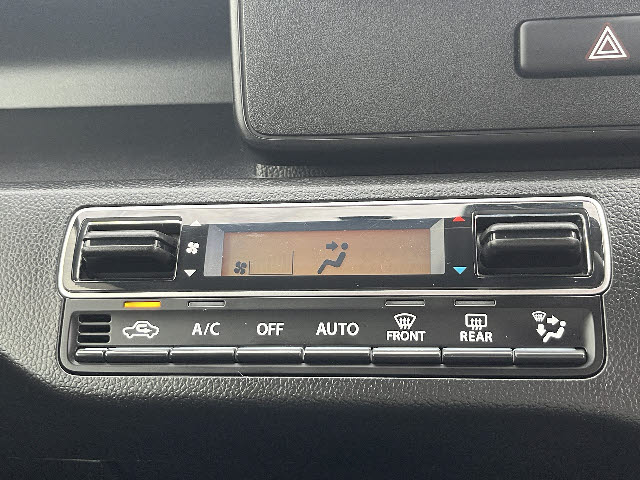 A/C OFF AUTO FRONT REAR